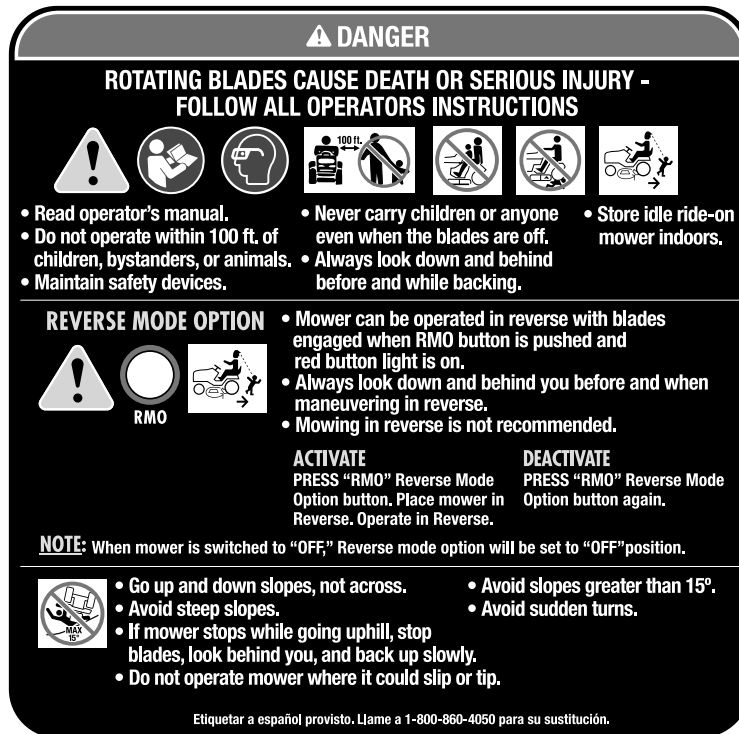 DANGER
ROTATING BLADES CAUSE DEATH OR SERIOUS INJURY -
FOLLOW ALL OPERATORS INSTRUCTIONS
100 ft.
• Read operator's manual.
• Do not operate within 100 ft. of
children, bystanders, or animals.
• Maintain safety devices.
• Never carry children or anyone
even when the blades are off.
• Always look down and behind
before and while backing.
• Store idle ride-on
mower indoors.
REVERSE MODE OPTION
RMO
• Mower can be operated in reverse with blades
engaged when RMO button is pushed and
red button light is on.
• Always look down and behind you before and when
maneuvering in reverse.
• Mowing in reverse is not recommended.
ACTIVATE
PRESS “RMO” Reverse Mode
Option button. Place mower in
Reverse. Operate in Reverse.
DEACTIVATE
PRESS “RMO” Reverse Mode
Option button again.
NOTE: When mower is switched to “OFF,” Reverse mode option will be set to “OFF”position.
MAX
15°
• Go up and down slopes, not across.
• Avoid steep slopes.
• If mower stops while going uphill, stop
blades, look behind you, and back up slowly.
• Do not operate mower where it could slip or tip.
• Avoid slopes greater than 15º.
• Avoid sudden turns.
Etiquetar a español provisto. Llame a 1-800-860-4050 para su sustitución.